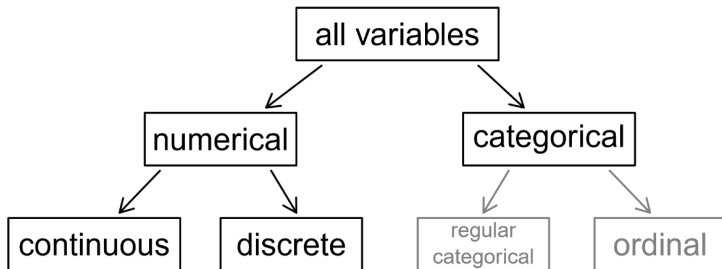 all variables
numerical
categorical
continuous
discrete
regular
categorical
ordinal